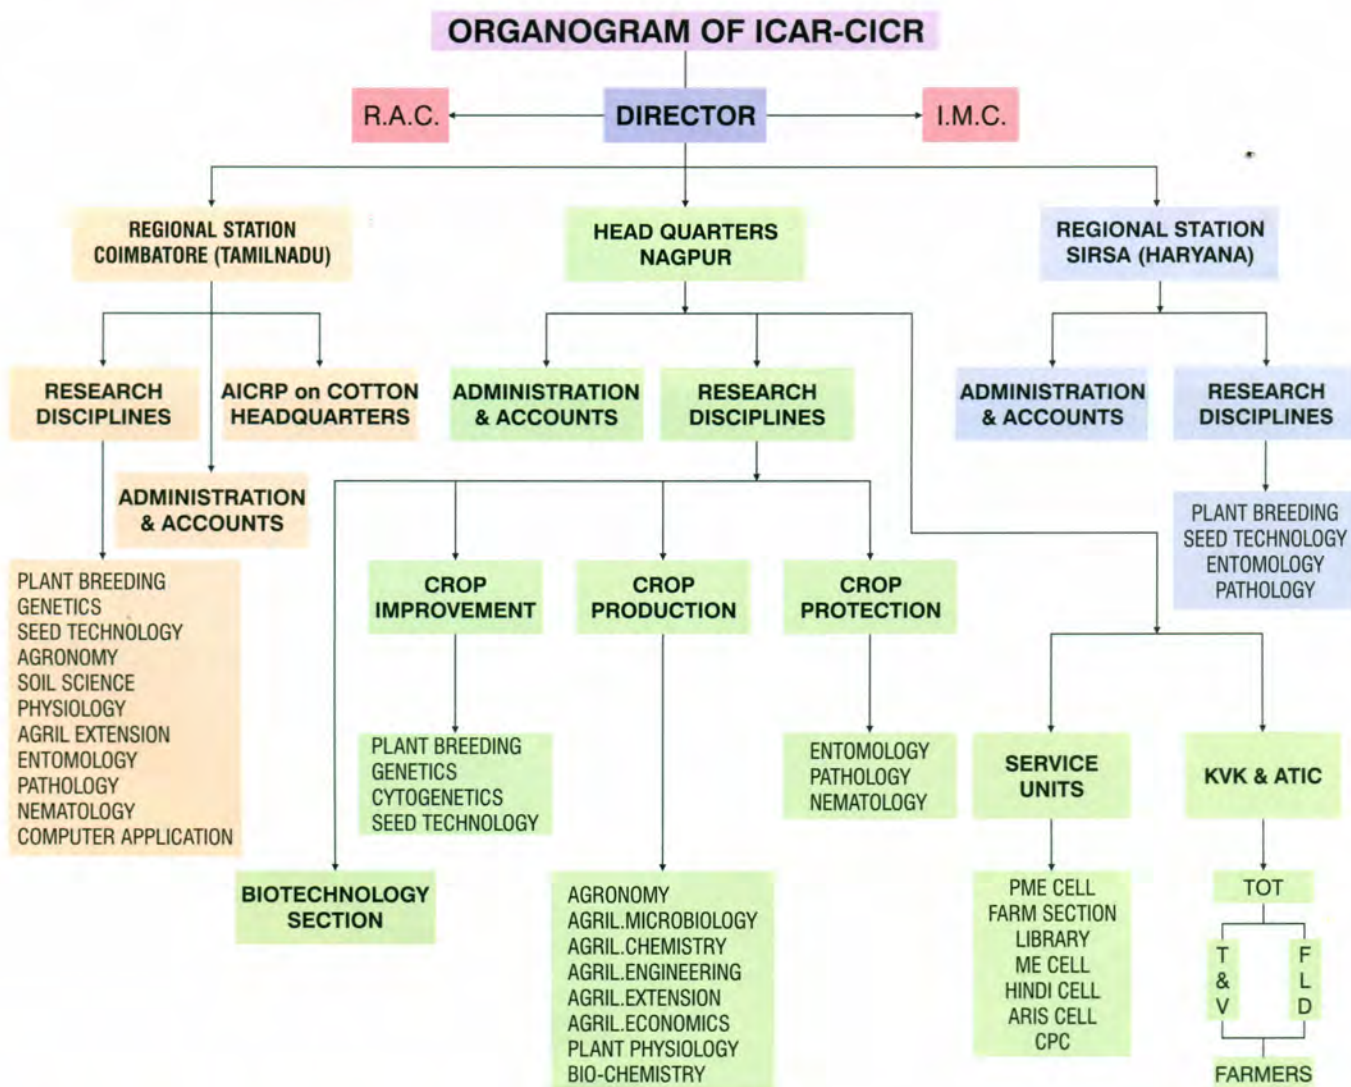 ORGANOGRAM OF ICAR-CICR
R.A.C.
DIRECTOR
I.M.C.
REGIONAL STATION
COIMBATORE (TAMILNADU)
HEAD QUARTERS
NAGPUR
REGIONAL STATION
SIRSA (HARYANA)
RESEARCH
DISCIPLINES
AICRP on COTTON
HEADQUARTERS
ADMINISTRATION
& ACCOUNTS
RESEARCH
DISCIPLINES
ADMINISTRATION
& ACCOUNTS
RESEARCH
DISCIPLINES
ADMINISTRATION
& ACCOUNTS
PLANT BREEDING
SEED TECHNOLOGY
ENTOMOLOGY
PATHOLOGY
PLANT BREEDING
GENETICS
SEED TECHNOLOGY
AGRONOMY
SOIL SCIENCE
PHYSIOLOGY
AGRIL EXTENSION
ENTOMOLOGY
PATHOLOGY
NEMATOLOGY
COMPUTER APPLICATION
CROP
IMPROVEMENT
CROP
PRODUCTION
CROP
PROTECTION
PLANT BREEDING
GENETICS
CYTOGENETICS
SEED TECHNOLOGY
ENTOMOLOGY
PATHOLOGY
NEMATOLOGY
SERVICE
UNITS
KVK & ATIC
BIOTECHNOLOGY
SECTION
AGRONOMY
AGRIL.MICROBIOLOGY
AGRIL.CHEMISTRY
AGRIL.ENGINEERING
AGRIL.EXTENSION
AGRIL.ECONOMICS
PLANT PHYSIOLOGY
BIO-CHEMISTRY
PME CELL
FARM SECTION
LIBRARY
ME CELL
HINDI CELL
ARIS CELL
CPC
TOT
T
&
V
F
L
D
FARMERS